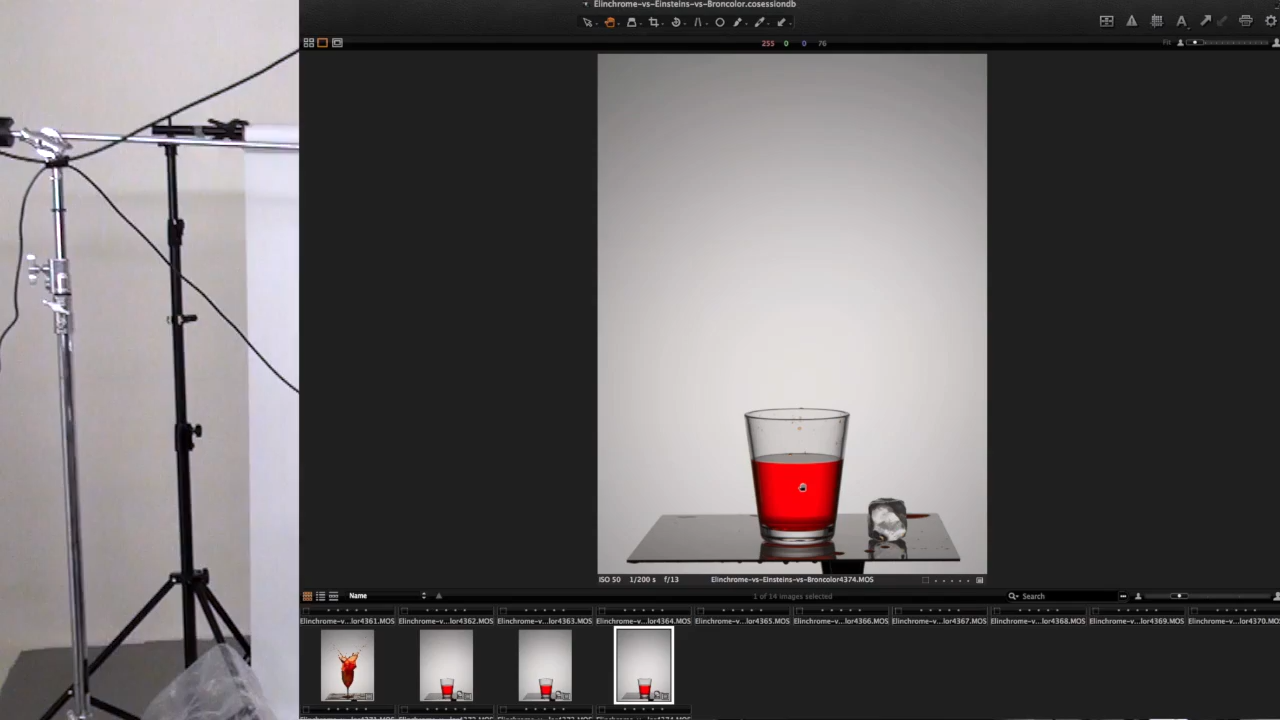 Elinchrome-vs-Einsteins-vs-Broncolor.cosessiondb
255 0 0 76
Fit
ISO 50 1/200 s f/13 Elinchrome-vs-Einsteins-vs-Broncolor4374.MOS
Name 1 of 14 images selected Search
Elinchrome-v...lor4361.MOS Elinchrome-v...lor4362.MOS Elinchrome-v...lor4363.MOS Elinchrome-v...lor4364.MOS Elinchrome-v...lor4365.MOS Elinchrome-v...lor4366.MOS Elinchrome-v...lor4367.MOS Elinchrome-v...lor4368.MOS Elinchrome-v...lor4369.MOS Elinchrome-v...lor4370.MOS